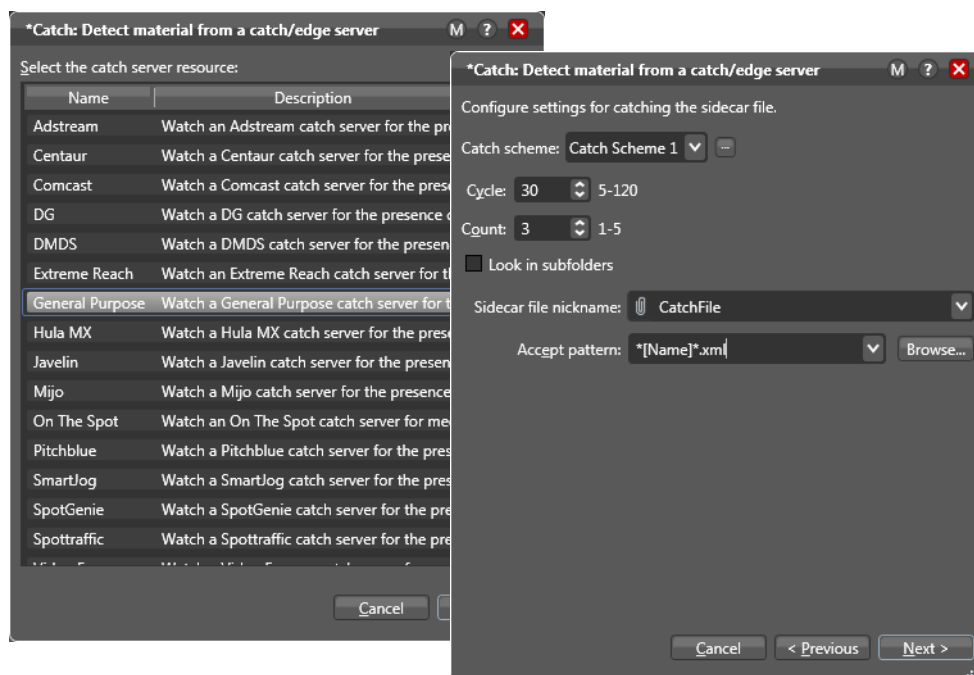 *Catch: Detect material from a catch/edge server M ?
Select the catch server resource:
Name Description
Adstream Watch an Adstream catch server for the pr
Centaur Watch a Centaur catch server for the prese
Comcast Watch a Comcast catch server for the prese
DG Watch a DG catch server for the presence
DMDS Watch a DMDS catch server for the presen
Extreme Reach Watch an Extreme Reach catch server for t
General Purpose Watch a General Purpose catch server for t
Hula MX Watch a Hula MX catch server for the prese
Javelin Watch a Javelin catch server for the presen
Mijo Watch a Mijo catch server for the presence
On The Spot Watch an On The Spot catch server for me
Pitchblue Watch a Pitchblue catch server for the pres
SmartJog Watch a SmartJog catch server for the pres
SpotGenie Watch a SpotGenie catch server for the pre
Spottraffic Watch a Spottraffic catch server for the pre
Cancel
*Catch: Detect material from a catch/edge server M ?
Configure settings for catching the sidecar file.
Catch scheme: Catch Scheme 1 ...
Cycle: 30 5-120
Count: 3 1-5
Look in subfolders
Sidecar file nickname: CatchFile
Accept pattern: *[Name]*.xml Browse...
Cancel < Previous Next >